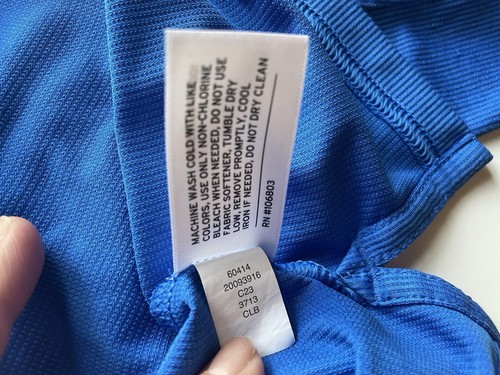 MACHINE WASH COLD WITH LIKE
COLORS, USE ONLY NON-CHLORINE
BLEACH WHEN NEEDED, DO NOT USE
FABRIC SOFTENER, TUMBLE DRY
LOW, REMOVE PROMPTLY, COOL
IRON IF NEEDED, DO NOT DRY CLEAN
RN #106803
60414
20093916
C23
3713
CLB